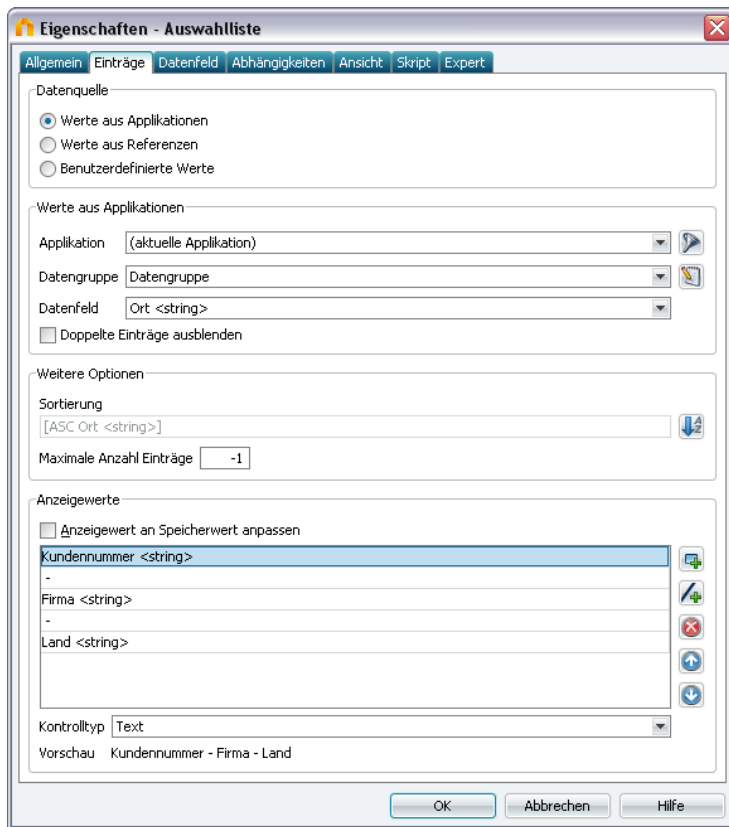 Eigenschaften - Auswahlliste
Allgemein Einträge Datenfeld Abhängigkeiten Ansicht Skript Expert
Datenquelle
Werte aus Applikationen
Werte aus Referenzen
Benutzerdefinierte Werte
Werte aus Applikationen
Applikation (aktuelle Applikation)
Datengruppe Datengruppe
Datenfeld Ort <string>
Doppelte Einträge ausblenden
Weitere Optionen
Sortierung
[ASC Ort <string>]
Maximale Anzahl Einträge -1
Anzeigewerte
Anzeigewert an Speicherwert anpassen
Kundennummer <string>
-
Firma <string>
-
Land <string>
Kontrolltyp Text
Vorschau Kundennummer - Firma - Land
OK Abbrechen Hilfe